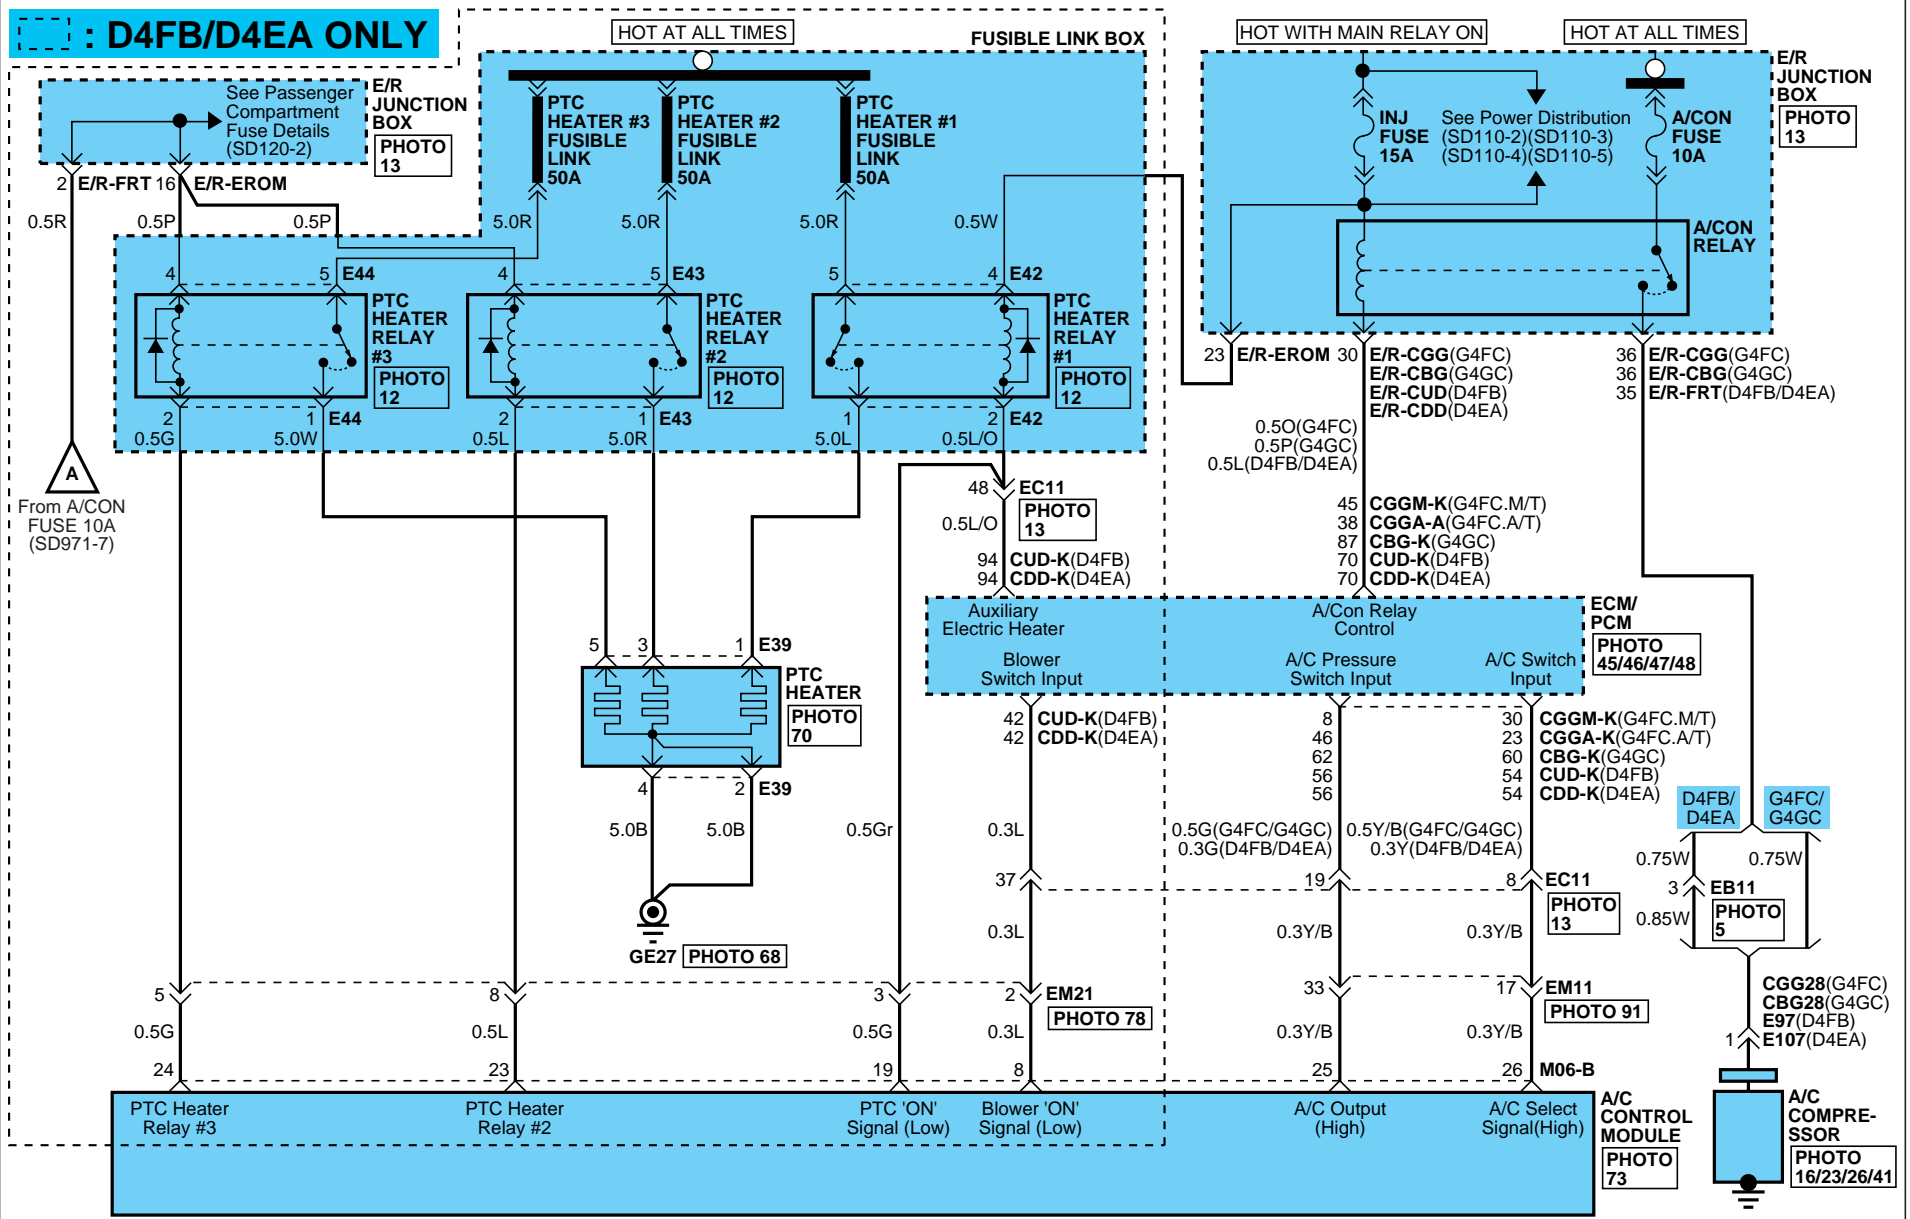 : D4FB/D4EA ONLY
HOT AT ALL TIMES
FUSIBLE LINK BOX
HOT WITH MAIN RELAY ON
HOT AT ALL TIMES
See Passenger
Compartment
Fuse Details
(SD120-2)
E/R
JUNCTION
BOX
PHOTO
13
PTC
HEATER #3
FUSIBLE
LINK
50A
PTC
HEATER #2
FUSIBLE
LINK
50A
PTC
HEATER #1
FUSIBLE
LINK
50A
INJ
FUSE
15A
See Power Distribution
(SD110-2)(SD110-3)
(SD110-4)(SD110-5)
A/CON
FUSE
10A
E/R
JUNCTION
BOX
PHOTO
13
2 E/R-FRT 16 E/R-EROM
0.5R
0.5P
0.5P
5.0R
5.0R
5.0R
0.5W
A/CON
RELAY
4
5 E44
4
5 E43
5
4 E42
PTC
HEATER
RELAY
#3
PHOTO
12
PTC
HEATER
RELAY
#2
PHOTO
12
PTC
HEATER
RELAY
#1
PHOTO
12
2
1 E44
2
1 E43
1
2 E42
0.5G
5.0W
0.5L
5.0R
5.0L
0.5L/O
23 E/R-EROM
30 E/R-CGG(G4FC)
E/R-CBG(G4GC)
E/R-CUD(D4FB)
E/R-CDD(D4EA)
36 E/R-CGG(G4FC)
36 E/R-CBG(G4GC)
35 E/R-FRT(D4FB/D4EA)
0.5O(G4FC)
0.5P(G4GC)
0.5L(D4FB/D4EA)
A
From A/CON
FUSE 10A
(SD971-7)
48 EC11
PHOTO
13
0.5L/O
94 CUD-K(D4FB)
94 CDD-K(D4EA)
45 CGGM-K(G4FC.M/T)
38 CGGA-A(G4FC.A/T)
87 CBG-K(G4GC)
70 CUD-K(D4FB)
70 CDD-K(D4EA)
Auxiliary
Electric Heater
A/Con Relay
Control
ECM/
PCM
PHOTO
45/46/47/48
Blower
Switch Input
A/C Pressure
Switch Input
A/C Switch
Input
5
3
1 E39
PTC
HEATER
PHOTO
70
4
2 E39
42 CUD-K(D4FB)
42 CDD-K(D4EA)
8
46
62
56
56
30 CGGM-K(G4FC.M/T)
23 CGGA-K(G4FC.A/T)
60 CBG-K(G4GC)
54 CUD-K(D4FB)
54 CDD-K(D4EA)
D4FB/
D4EA
G4FC/
G4GC
5.0B
5.0B
0.5Gr
0.3L
0.5G(G4FC/G4GC)
0.3G(D4FB/D4EA)
0.5Y/B(G4FC/G4GC)
0.3Y(D4FB/D4EA)
0.75W
0.75W
37
19
8 EC11
PHOTO
13
3 EB11
PHOTO
5
0.85W
0.3L
0.3Y/B
0.3Y/B
GE27 PHOTO 68
5
8
3
2 EM21
PHOTO 78
33
17 EM11
PHOTO 91
CGG28(G4FC)
CBG28(G4GC)
E97(D4FB)
1 E107(D4EA)
0.5G
0.5L
0.5G
0.3L
0.3Y/B
0.3Y/B
24
23
19
8
25
26 M06-B
PTC Heater
Relay #3
PTC Heater
Relay #2
PTC 'ON'
Signal (Low)
Blower 'ON'
Signal (Low)
A/C Output
(High)
A/C Select
Signal(High)
A/C
CONTROL
MODULE
PHOTO
73
A/C
COMPRE-
SSOR
PHOTO
16/23/26/41